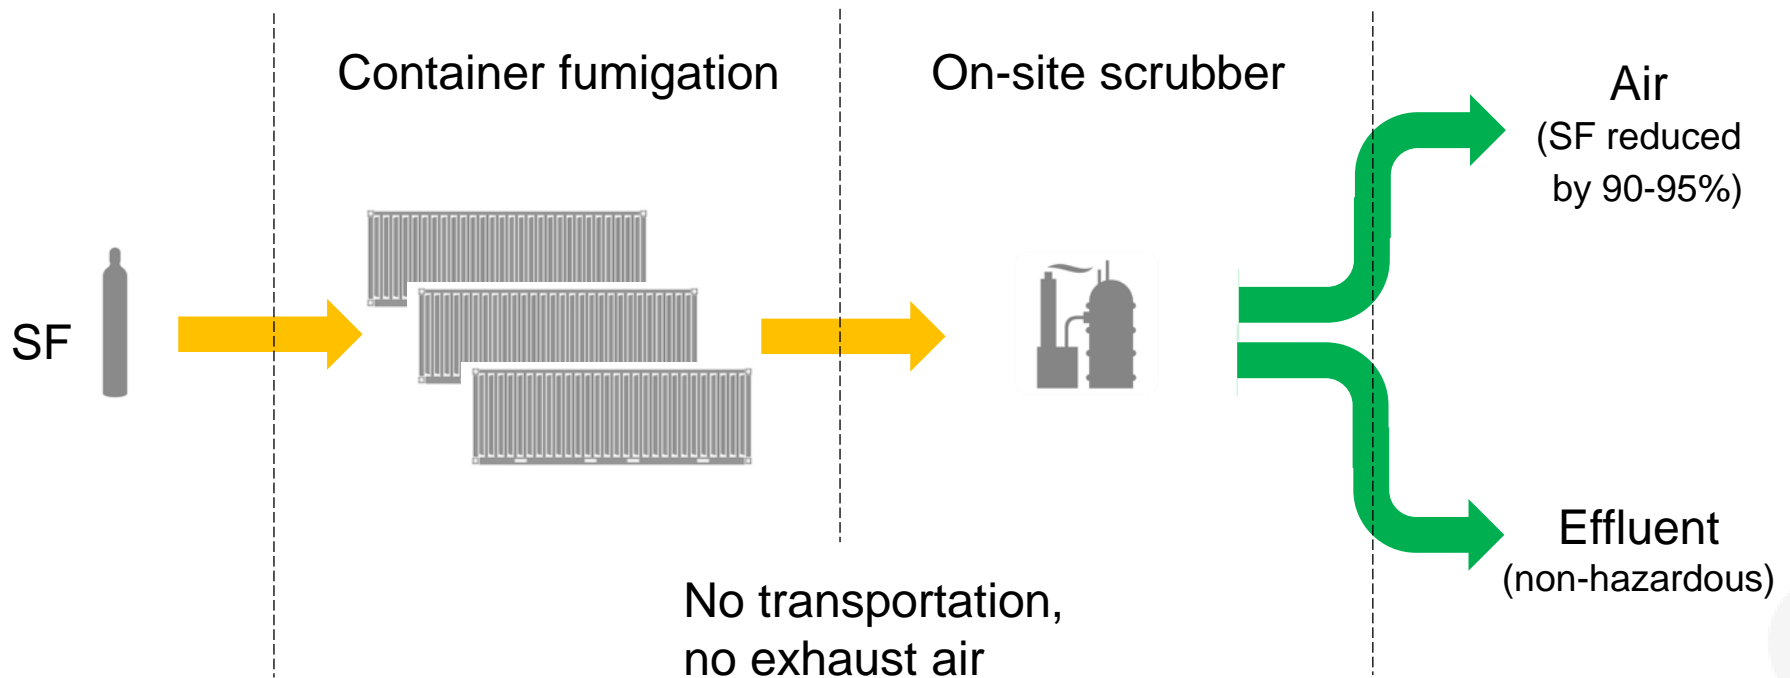 Container fumigation
On-site scrubber
Air
(SF reduced
by 90-95%)
SF
Effluent
(non-hazardous)
No transportation,
no exhaust air